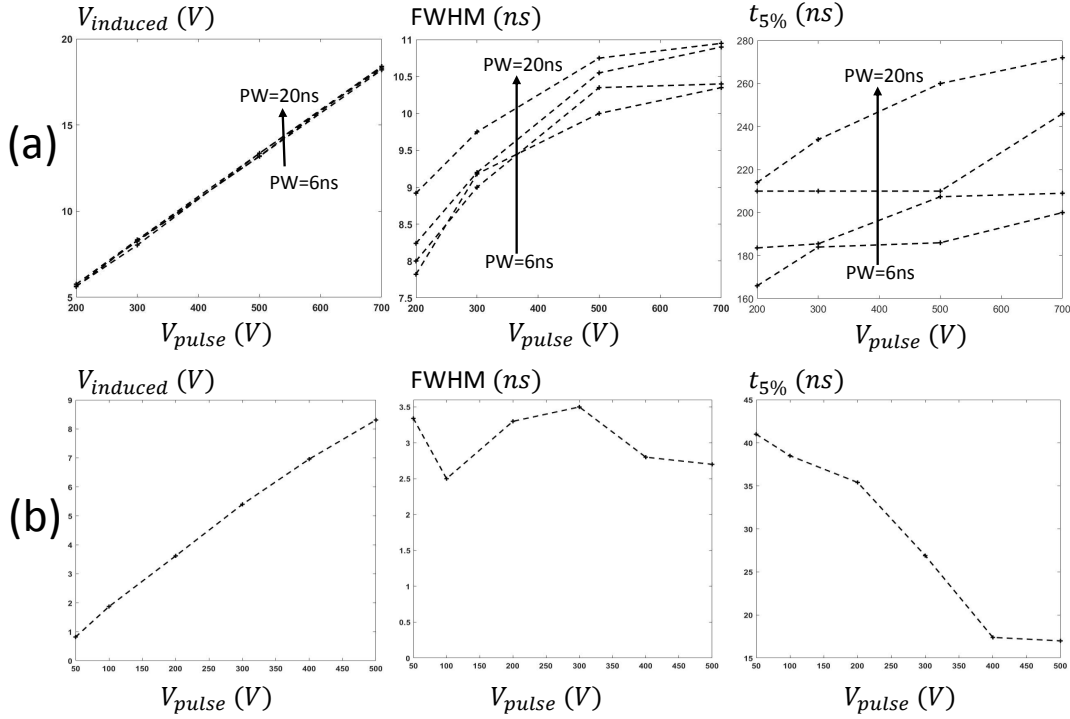 (a)
V_induced (V)
20
15
10
5
PW=20ns
PW=6ns
200 300 400 500 600 700
V_pulse (V)
FWHM (ns)
11
10.5
10
9.5
9
8.5
8
7.5
PW=20ns
PW=6ns
200 300 400 500 600 700
V_pulse (V)
t_5% (ns)
280
260
240
220
200
180
160
PW=20ns
PW=6ns
200 300 400 500 600 700
V_pulse (V)
(b)
V_induced (V)
9
8
7
6
5
4
3
2
1
0
50 100 150 200 250 300 350 400 450 500
V_pulse (V)
FWHM (ns)
3.5
3
2.5
2
1.5
1
0.5
0
50 100 150 200 250 300 350 400 450 500
V_pulse (V)
t_5% (ns)
45
40
35
30
25
20
15
50 100 150 200 250 300 350 400 450 500
V_pulse (V)